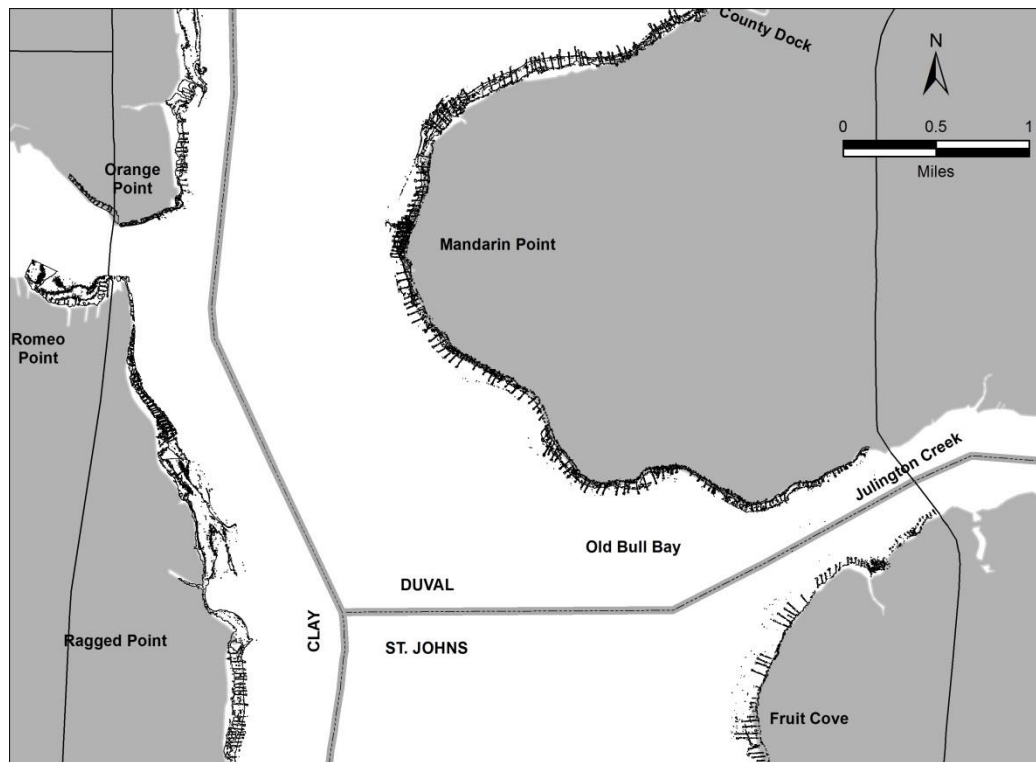 County Dock
N
0 0.5 1
Miles
Orange
Point
Mandarin Point
Romeo
Point
Julington Creek
Old Bull Bay
DUVAL
CLAY
ST. JOHNS
Ragged Point
Fruit Cove